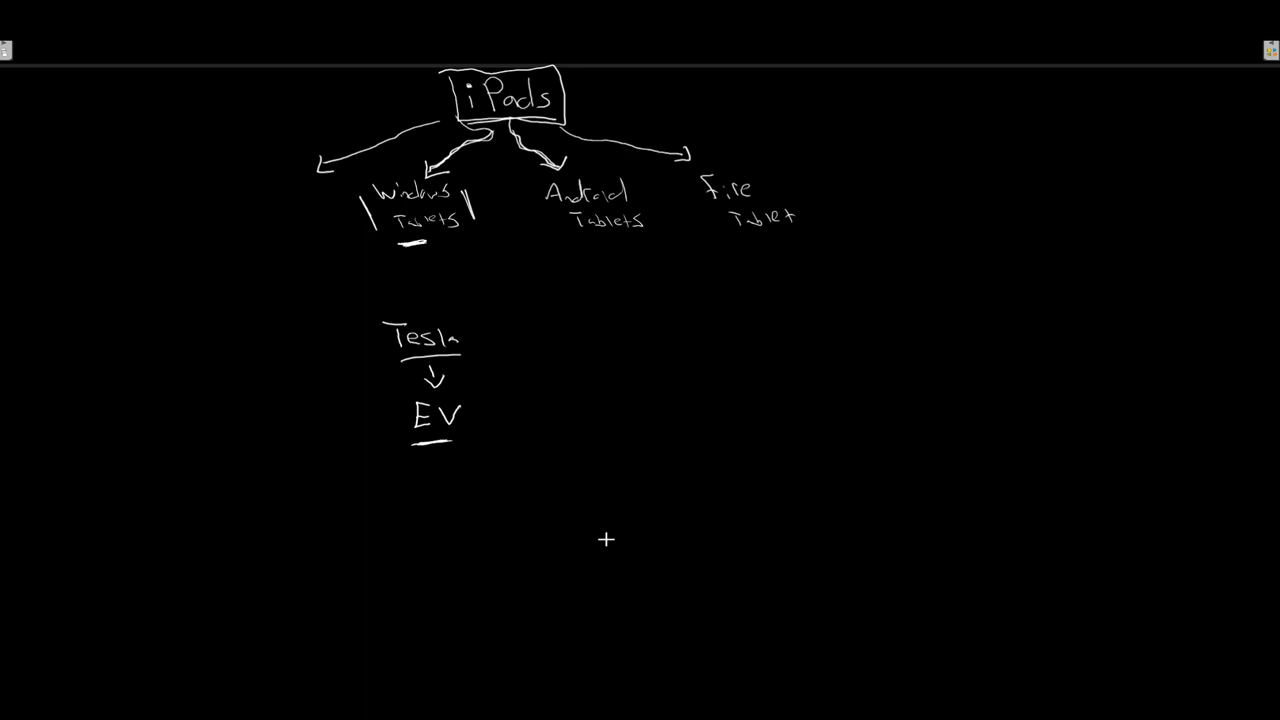 iPads
Windows
Tablets
Android
Tablets
Fire
Tablet
Tesla
EV